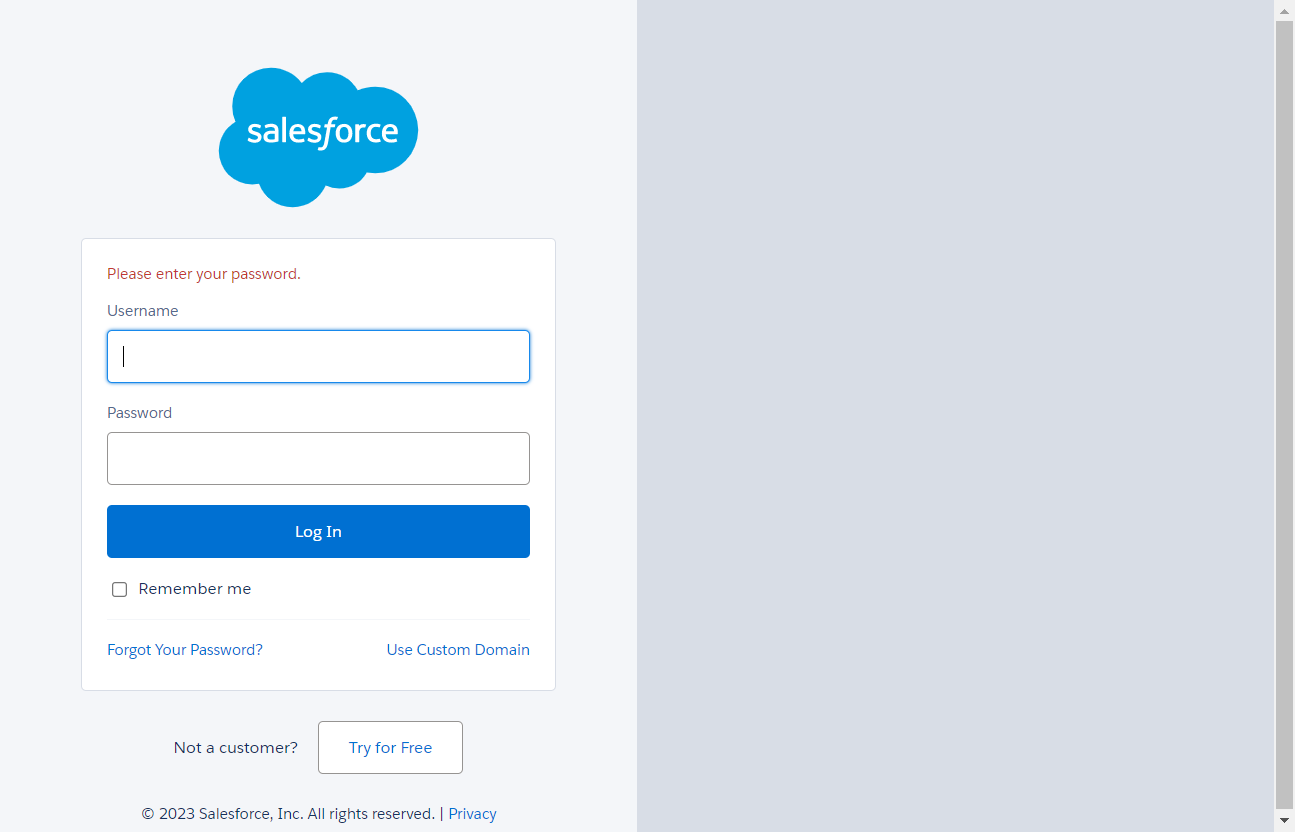 salesforce
Please enter your password.
Username
Password
Log In
Remember me
Forgot Your Password? Use Custom Domain
Not a customer? Try for Free
© 2023 Salesforce, Inc. All rights reserved. | Privacy